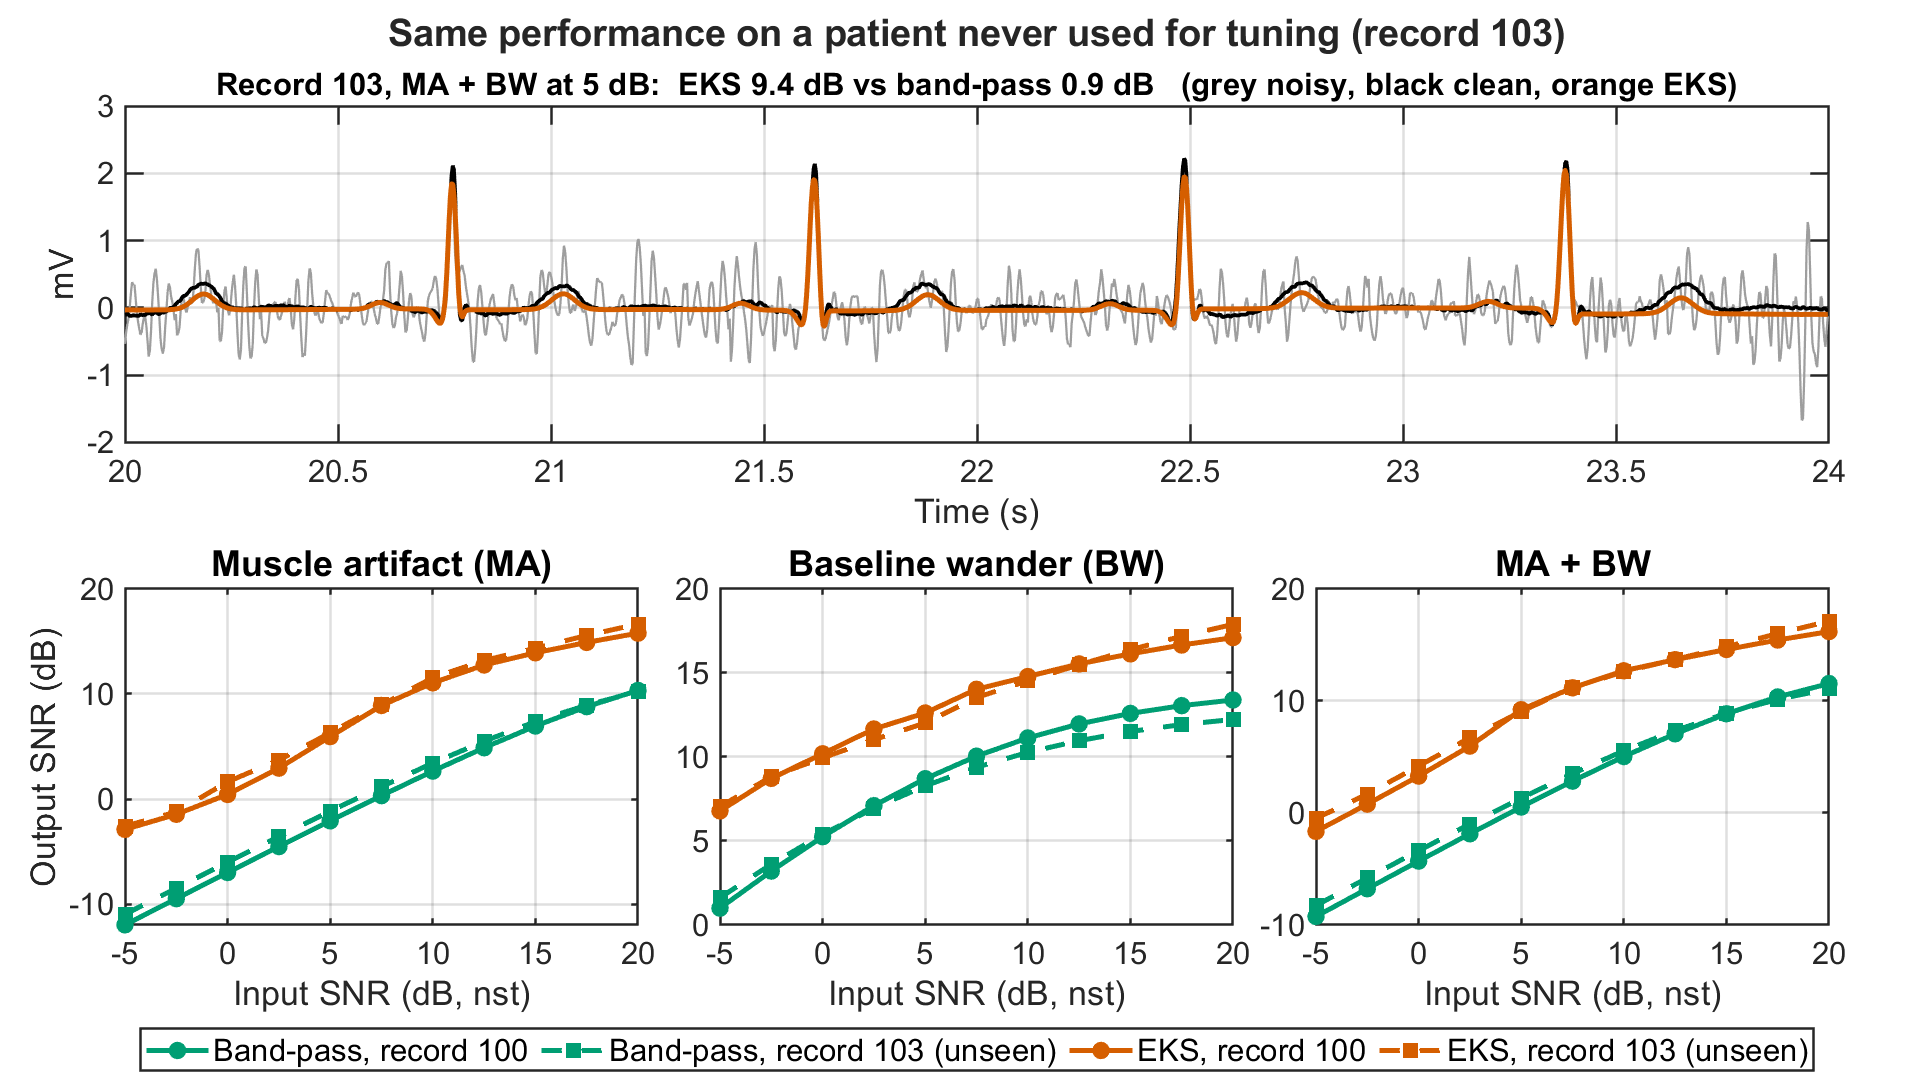 Same performance on a patient never used for tuning (record 103)
Record 103, MA + BW at 5 dB:  EKS 9.4 dB vs band-pass 0.9 dB   (grey noisy, black clean, orange EKS)
3
2
1
0
-1
-2
mV
20 20.5 21 21.5 22 22.5 23 23.5 24
Time (s)
Muscle artifact (MA)
20
10
0
-10
Output SNR (dB)
-5 0 5 10 15 20
Input SNR (dB, nst)
Baseline wander (BW)
20
15
10
5
0
-5 0 5 10 15 20
Input SNR (dB, nst)
MA + BW
20
10
0
-10
-5 0 5 10 15 20
Input SNR (dB, nst)
Band-pass, record 100 Band-pass, record 103 (unseen) EKS, record 100 EKS, record 103 (unseen)